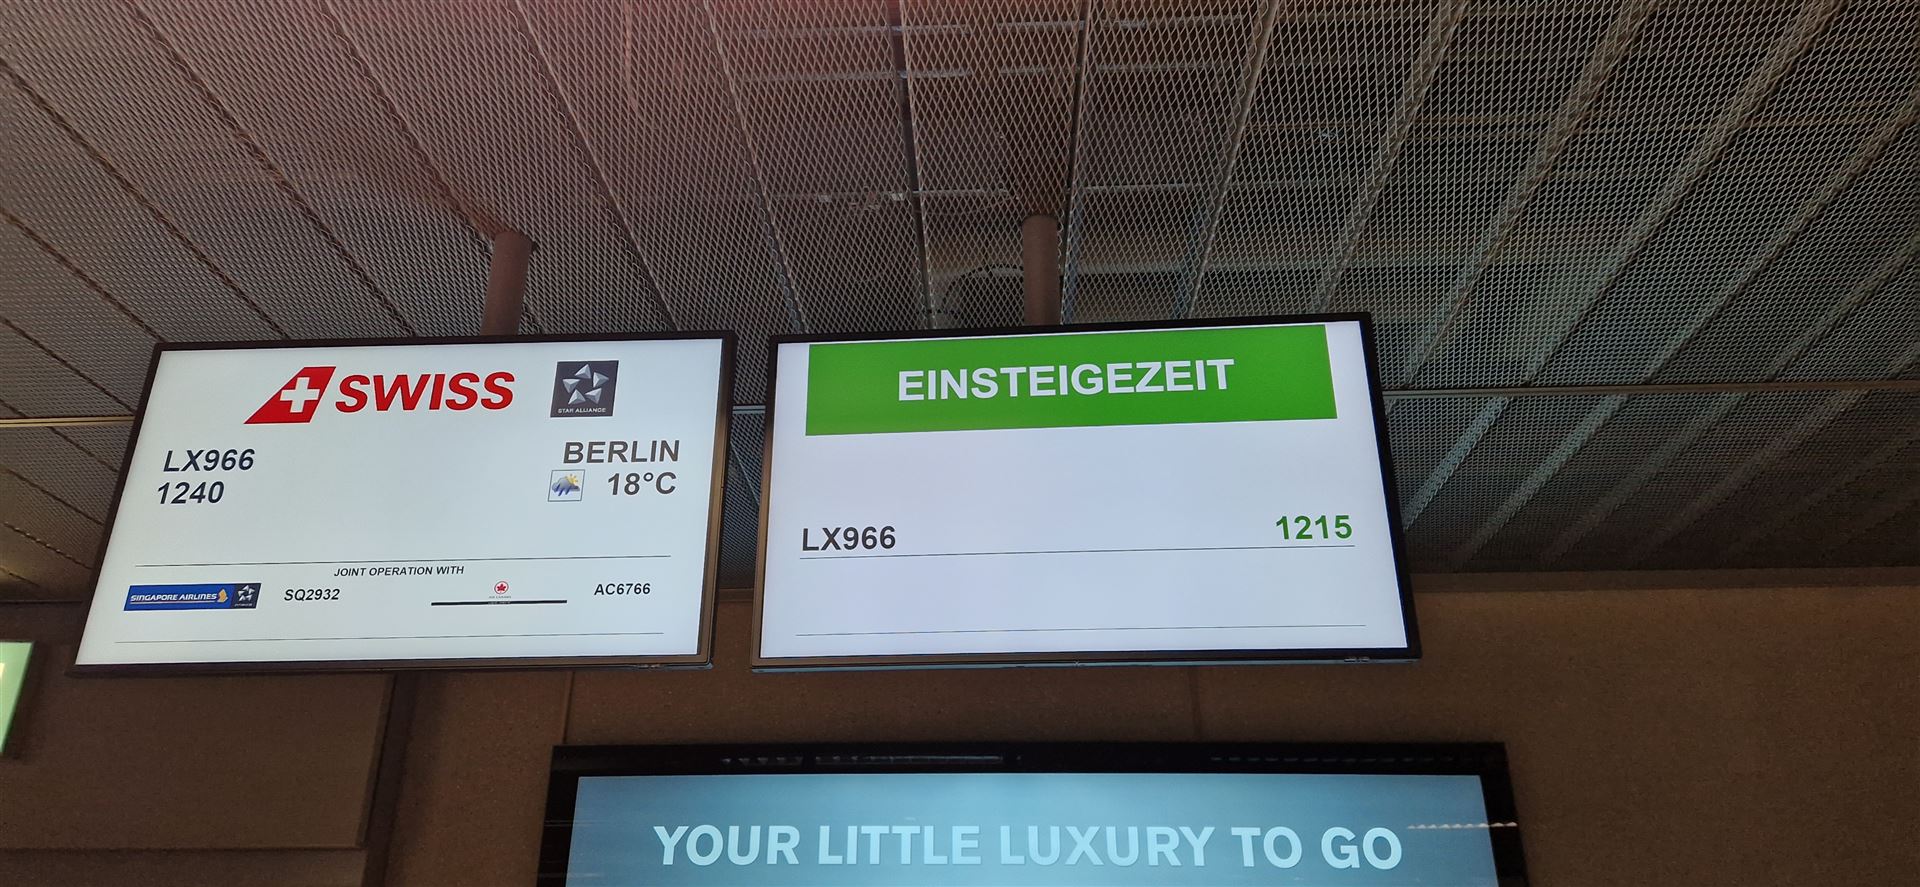 SWISS
STAR ALLIANCE
LX966
1240
BERLIN
18°C
JOINT OPERATION WITH
SINGAPORE AIRLINES
SQ2932
AC6766
EINSTEIGEZEIT
LX966
1215
YOUR LITTLE LUXURY TO GO